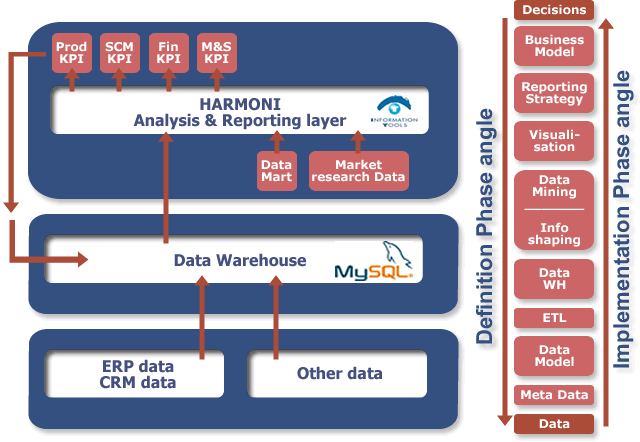 Prod
KPI
SCM
KPI
Fin
KPI
M&S
KPI
HARMONI
Analysis & Reporting layer
INFORMATION
TOOLS
Data
Mart
Market
research Data
Data Warehouse
MySQL®
ERP data
CRM data
Other data
Definition Phase angle
Decisions
Business
Model
Reporting
Strategy
Visuali-
sation
Data
Mining
Info
shaping
Data
WH
ETL
Data
Model
Meta Data
Data
Implementation Phase angle